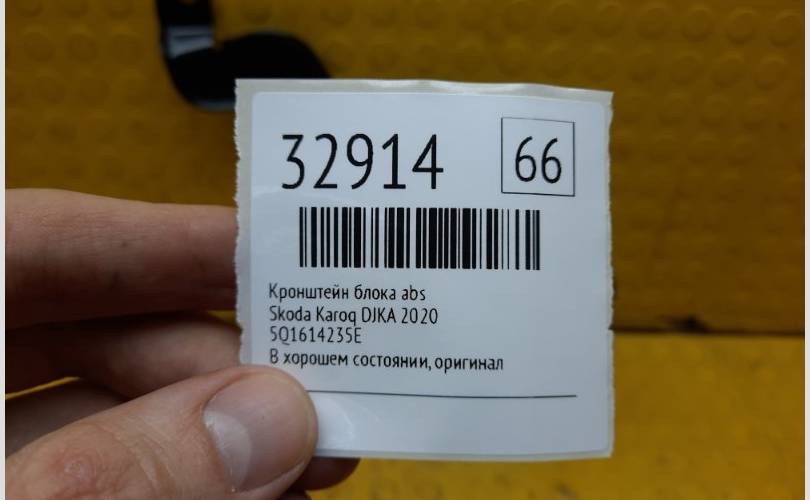 32914
66
Кронштейн блока abs
Skoda Karoq DJKA 2020
5Q1614235E
В хорошем состоянии, оригинал